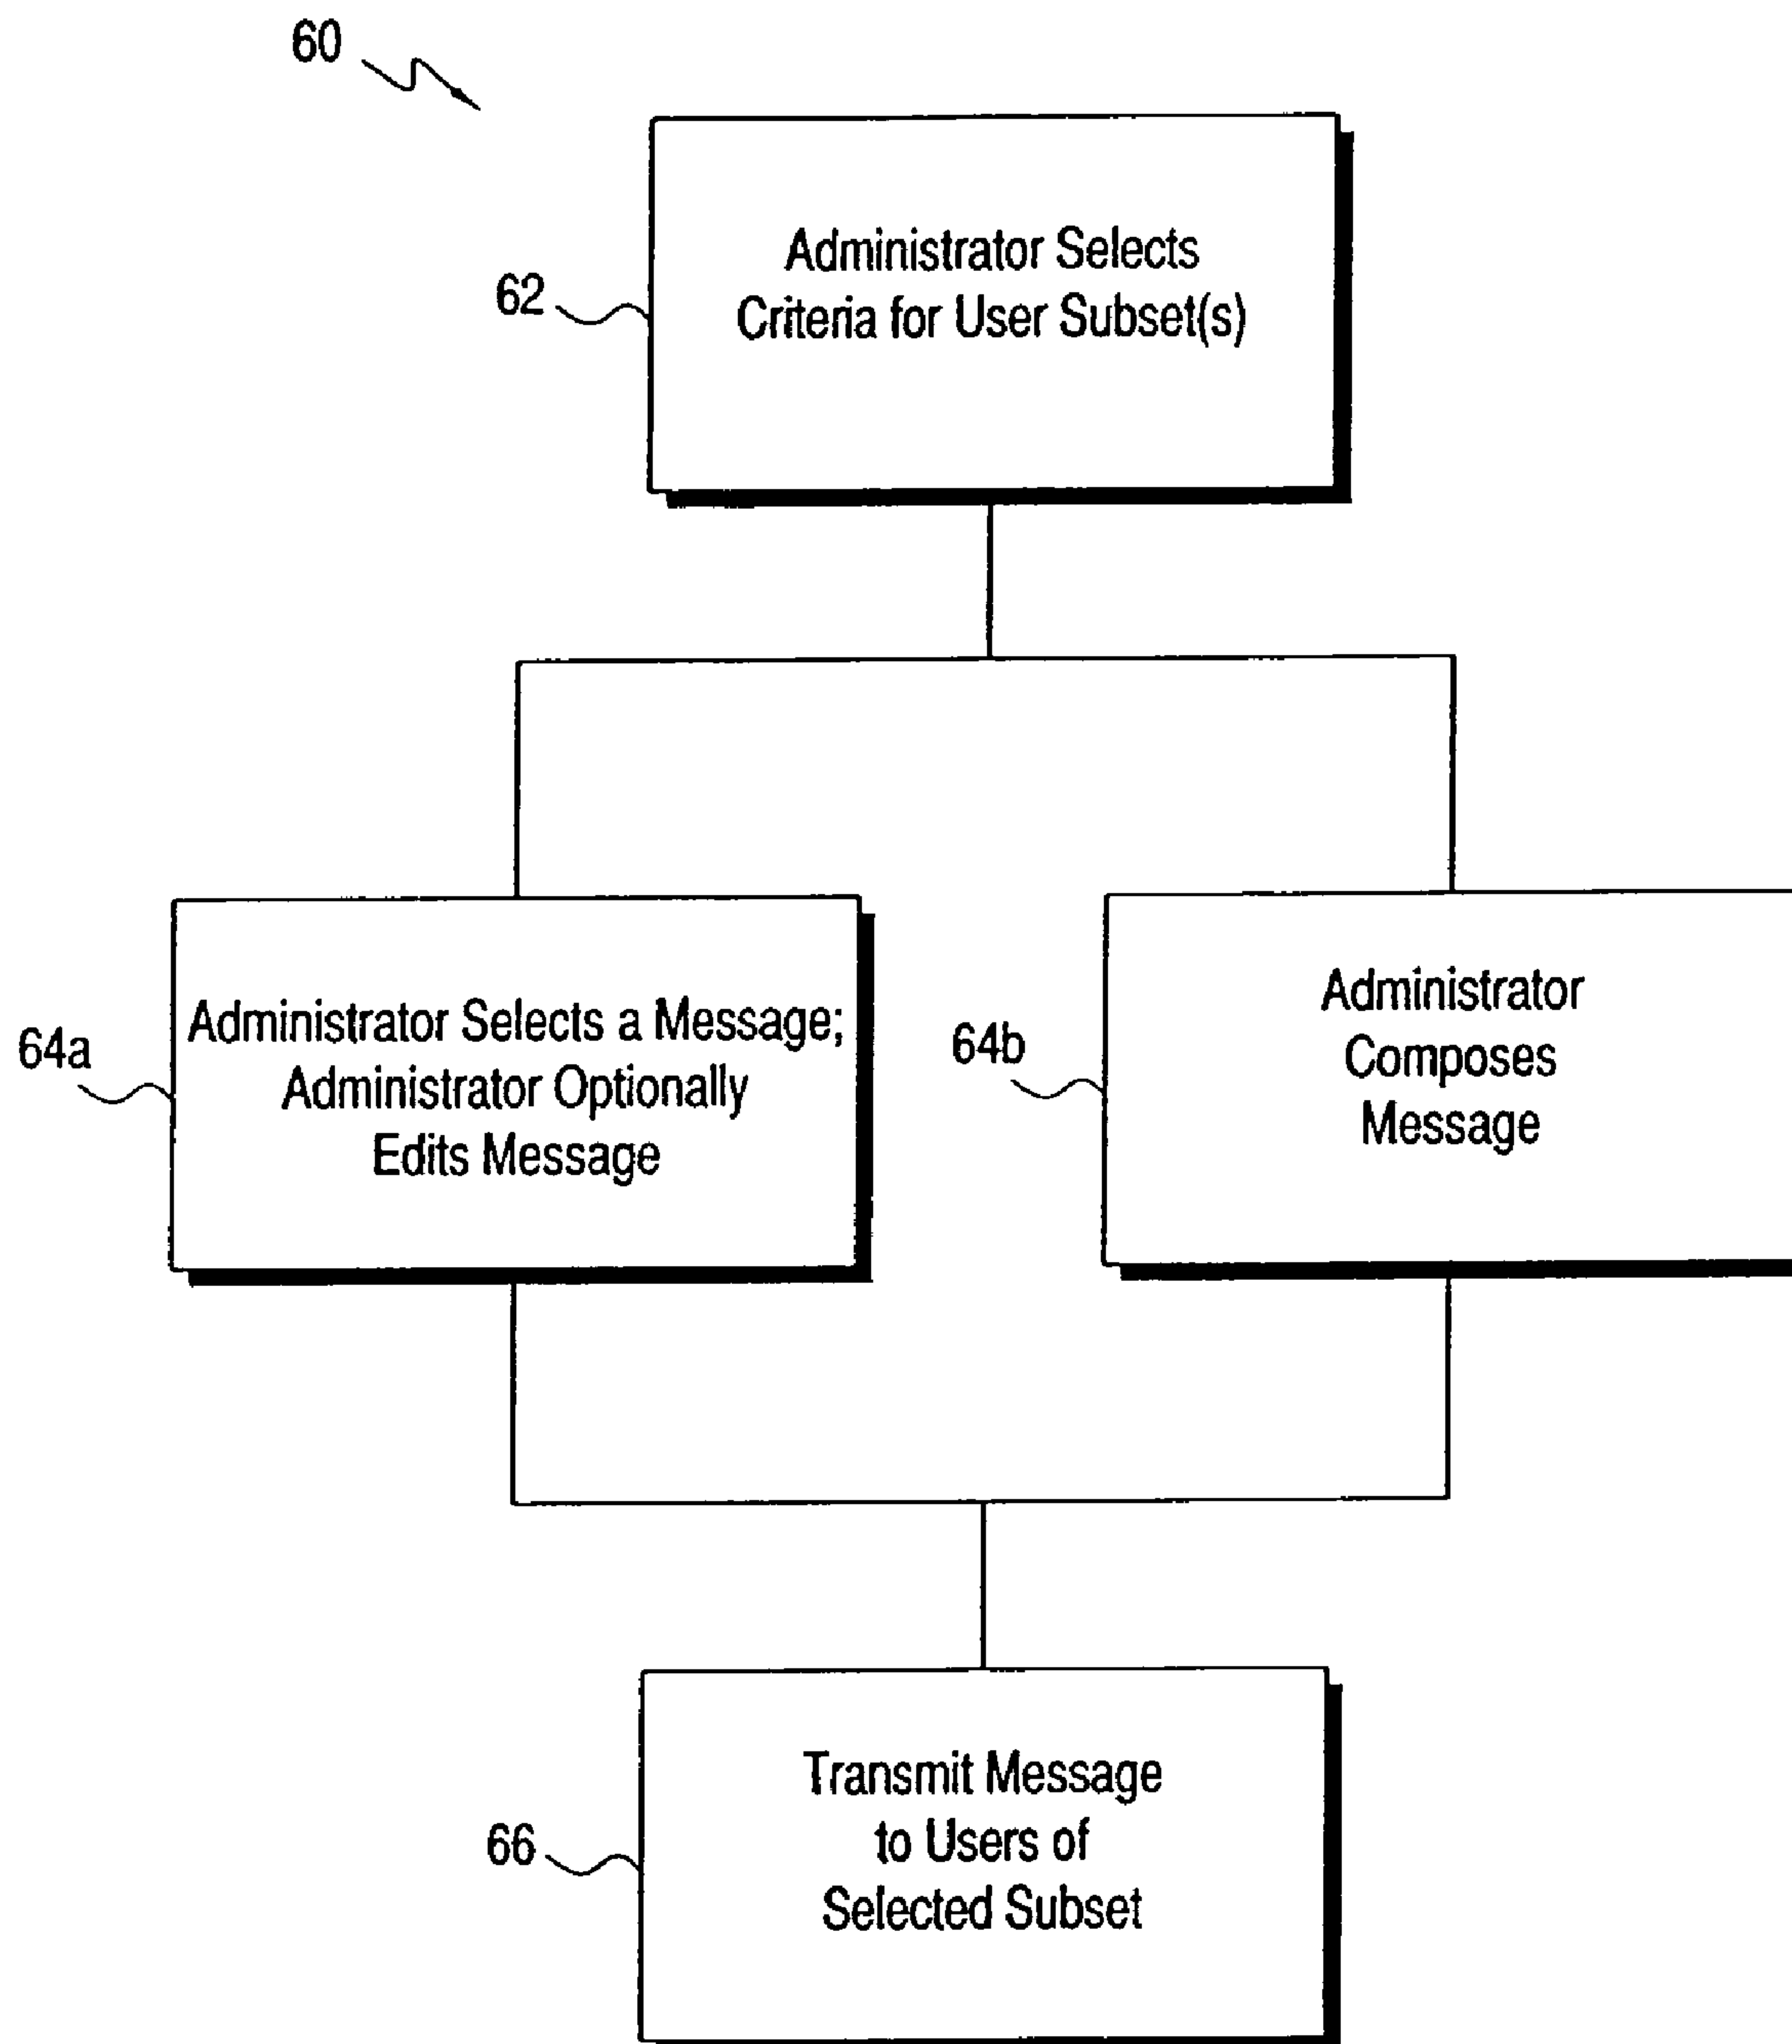 60
Administrator Selects
Criteria for User Subset(s)
62
Administrator Selects a Message;
Administrator Optionally
Edits Message
64a
Administrator
Composes
Message
64b
Transmit Message
to Users of
Selected Subset
66